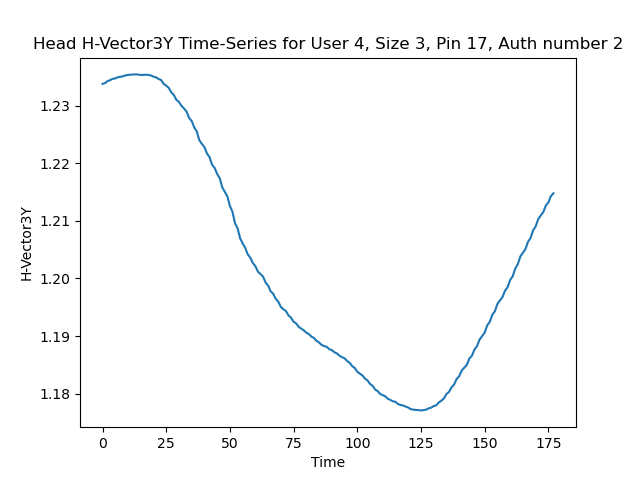 Head H-Vector3Y Time-Series for User 4, Size 3, Pin 17, Auth number 2
H-Vector3Y
1.23
1.22
1.21
1.20
1.19
1.18
0 25 50 75 100 125 150 175
Time